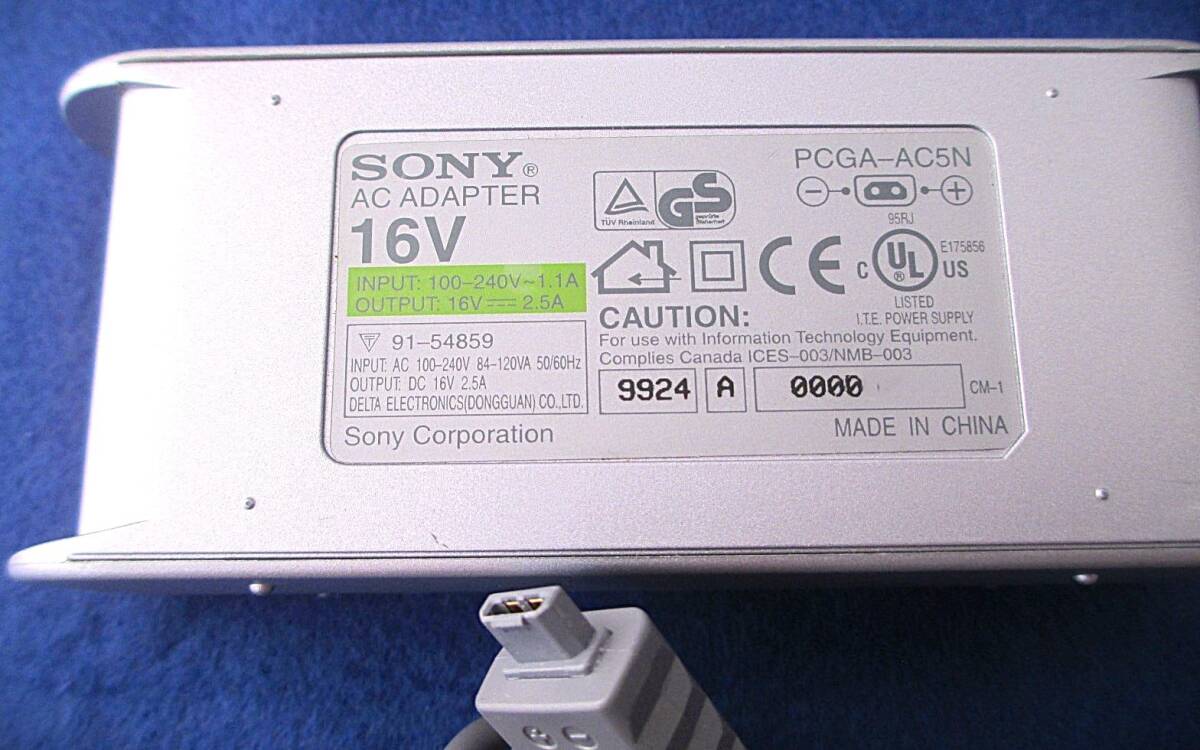 SONY®
AC ADAPTER
16V
INPUT: 100-240V~1.1A
OUTPUT: 16V⎓2.5A
91-54859
INPUT: AC 100-240V 84-120VA 50/60Hz
OUTPUT: DC 16V 2.5A
DELTA ELECTRONICS(DONGGUAN) CO.,LTD.
Sony Corporation
TÜV Rheinland
GS
geprüfte
Sicherheit
PCGA-AC5N
95RJ
CE
C UL® US
E175856
LISTED
I.T.E. POWER SUPPLY
CAUTION:
For use with Information Technology Equipment.
Complies Canada ICES-003/NMB-003
9924 A 0000 CM-1
MADE IN CHINA